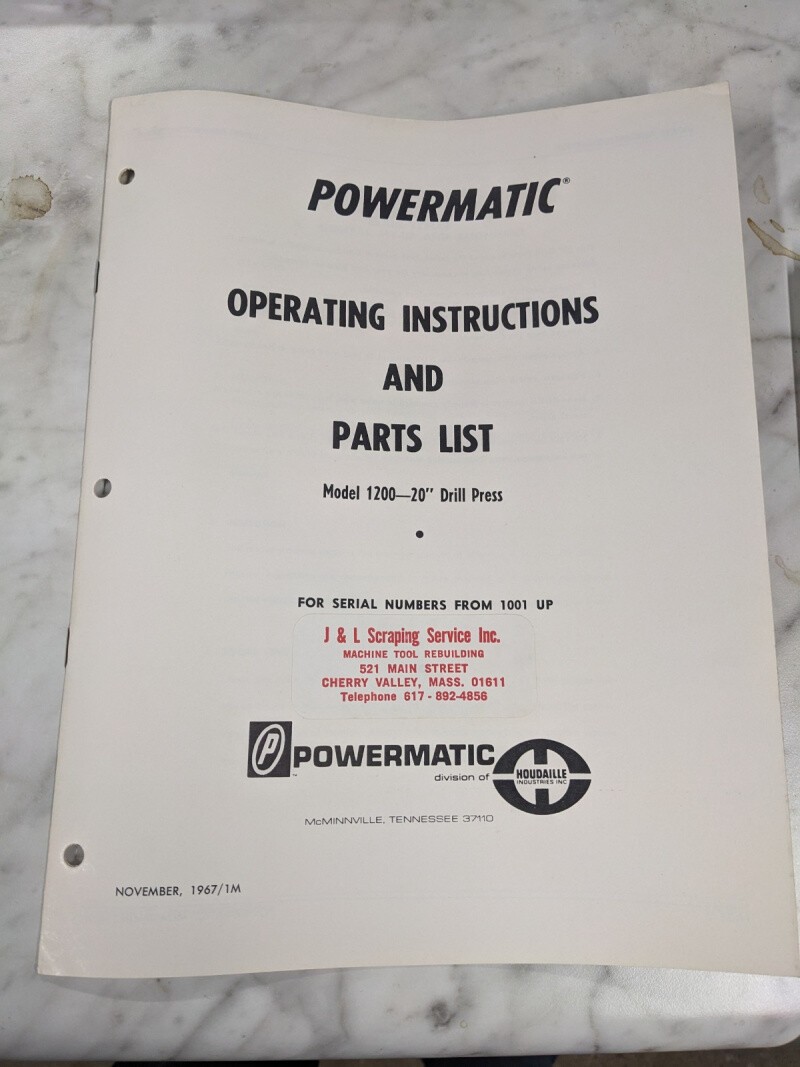 POWERMATIC®
OPERATING INSTRUCTIONS
AND
PARTS LIST
Model 1200—20" Drill Press
•
FOR SERIAL NUMBERS FROM 1001 UP
J & L Scraping Service Inc.
MACHINE TOOL REBUILDING
521 MAIN STREET
CHERRY VALLEY, MASS. 01611
Telephone 617 - 892-4856
P POWERMATIC
TM
division of
HOUDAILLE
INDUSTRIES INC
McMINNVILLE, TENNESSEE 37110
NOVEMBER, 1967/1M